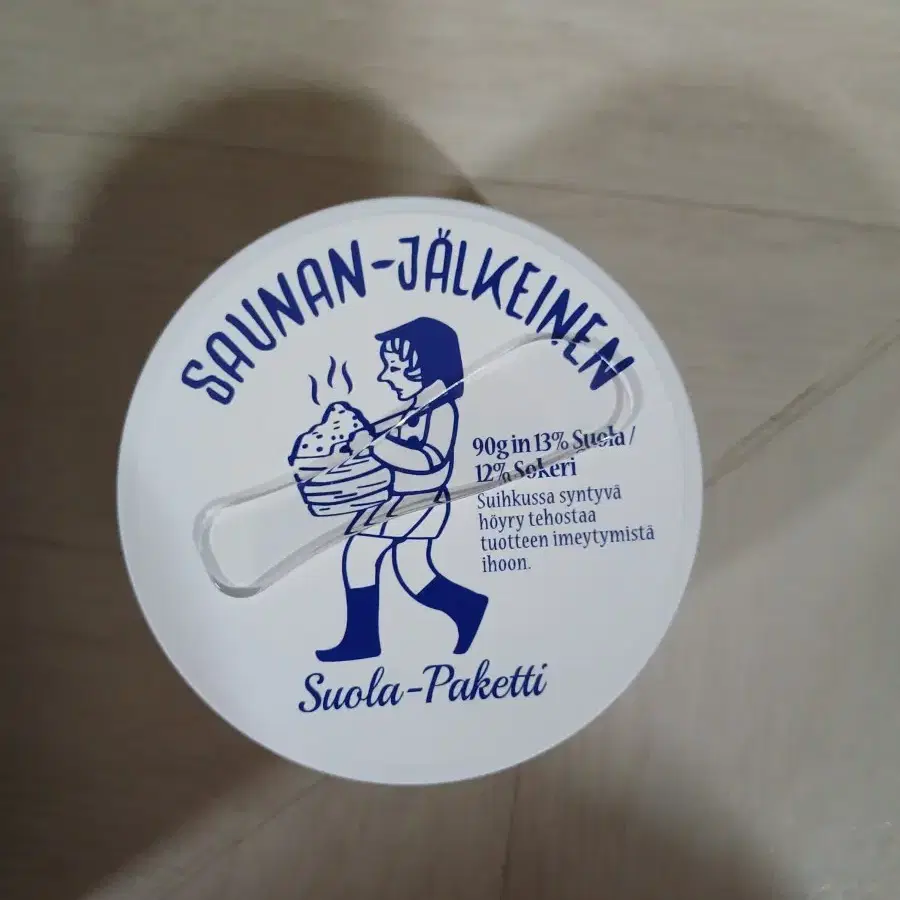 SAUNAN-JÄLKEINEN
90g in 13% Suola /
12% Sokeri
Suihkussa syntyvä
höyry tehostaa
tuotteen imeytymistä
ihoon.
Suola-Paketti